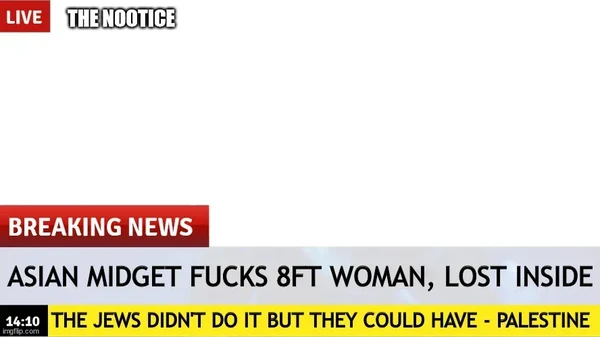 LIVE
THE NOOTICE
BREAKING NEWS
ASIAN MIDGET FUCKS 8FT WOMAN, LOST INSIDE
14:10
THE JEWS DIDN'T DO IT BUT THEY COULD HAVE - PALESTINE
imgflip.com